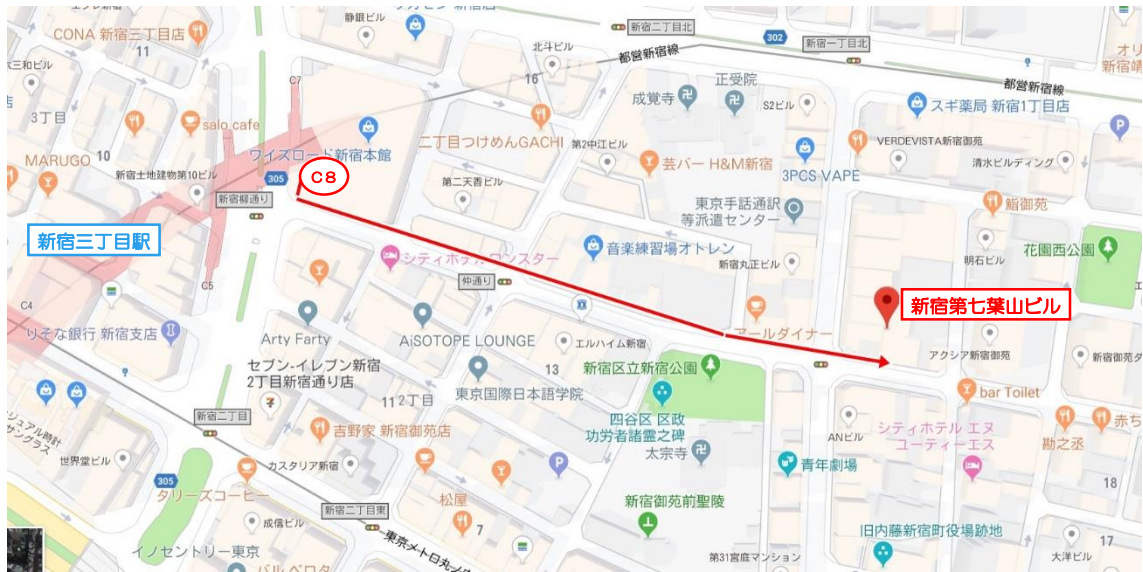 静銀ビル
新宿二丁目北
302
新宿一丁目北
CONA 新宿三丁目店
11
北斗ビル
都営新宿線
16
都営新宿線
正受院
成覚寺
S2ビル
スギ薬局 新宿1丁目店
C7
3丁目
salo cafe
ワイズロード新宿本館
二丁目つけめんGACHI
第2中江ビル
芸バー H&M新宿
3PCS VAPE
VERDEVISTA新宿御苑
清水ビルディング
MARUGO
10
新宿土地建物第10ビル
305
C8
新宿柳通り
第二天香ビル
東京手話通訳
等派遣センター
鮨御苑
新宿三丁目駅
音楽練習場オトレン
新宿丸正ビル
明石ビル
花園西公園
シティホテル ワンスター
仲通り
C4
C5
新宿第七葉山ビル
りそな銀行 新宿支店
Arty Farty
AiSOTOPE LOUNGE
エルハイム新宿
アールダイナー
アクシア新宿御苑
セブン-イレブン新宿
2丁目新宿通り店
13
新宿区立新宿公園
bar Toilet
東京国際日本語学院
11
2丁目
四谷区 区政
功労者諸霊之碑
新宿二丁目
吉野家 新宿御苑店
太宗寺
ANビル
シティホテル エヌ
ユーティーエス
勘之丞
世界堂ビル
カスタリア新宿
青年劇場
305
タリーズコーヒー
松屋
新宿二丁目東
新宿御苑前聖陵
18
成信ビル
7
旧内藤新宿町役場跡地
17
イノセントリー東京
第31宮庭マンション
大洋ビル